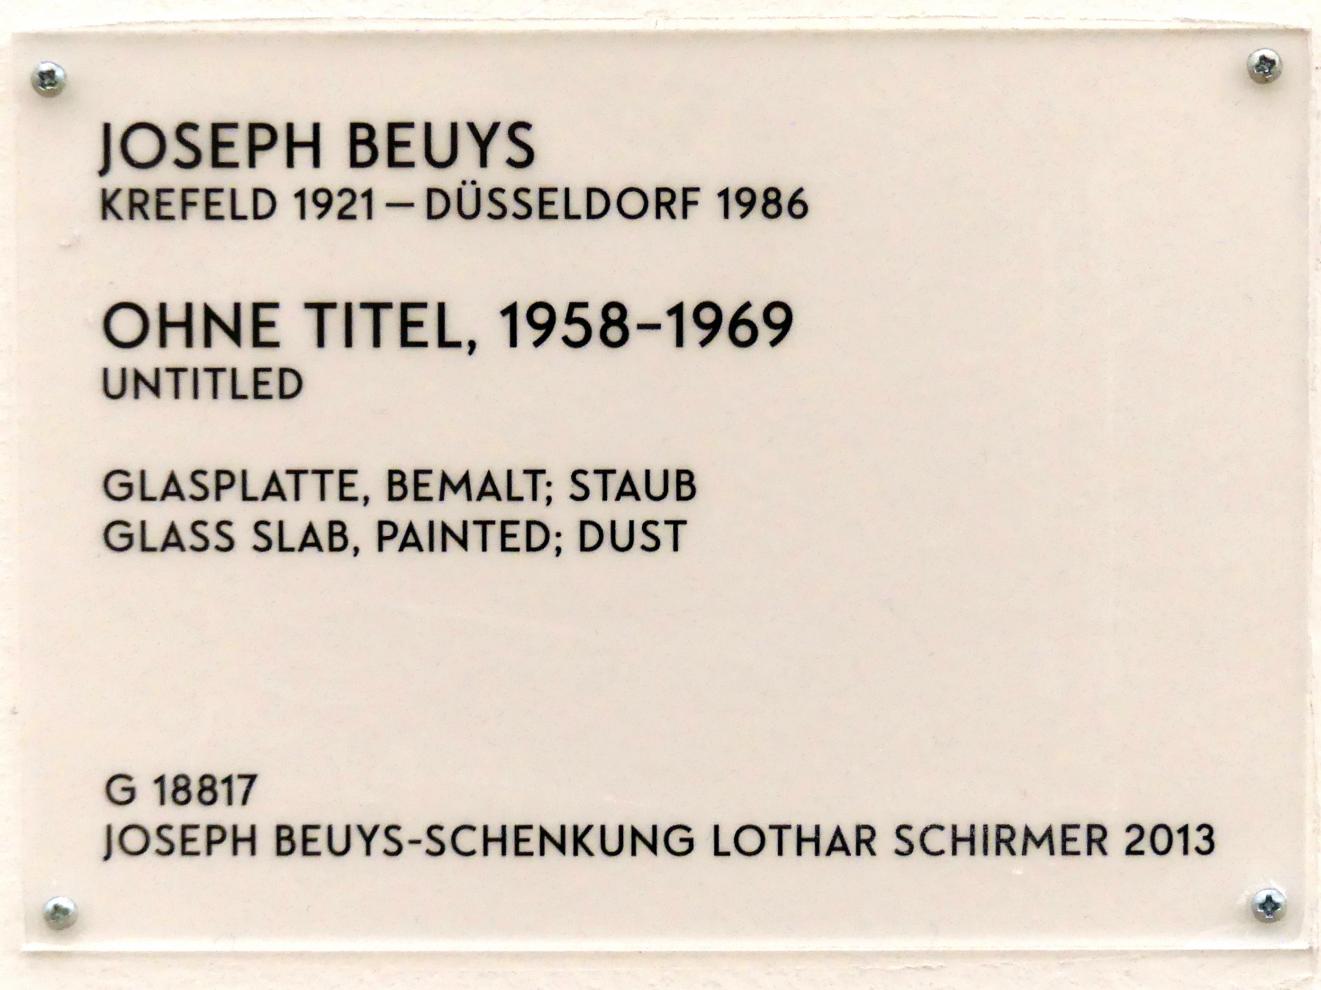 JOSEPH BEUYS
KREFELD 1921 – DÜSSELDORF 1986
OHNE TITEL, 1958–1969
UNTITLED
GLASPLATTE, BEMALT; STAUB
GLASS SLAB, PAINTED; DUST
G 18817
JOSEPH BEUYS-SCHENKUNG LOTHAR SCHIRMER 2013